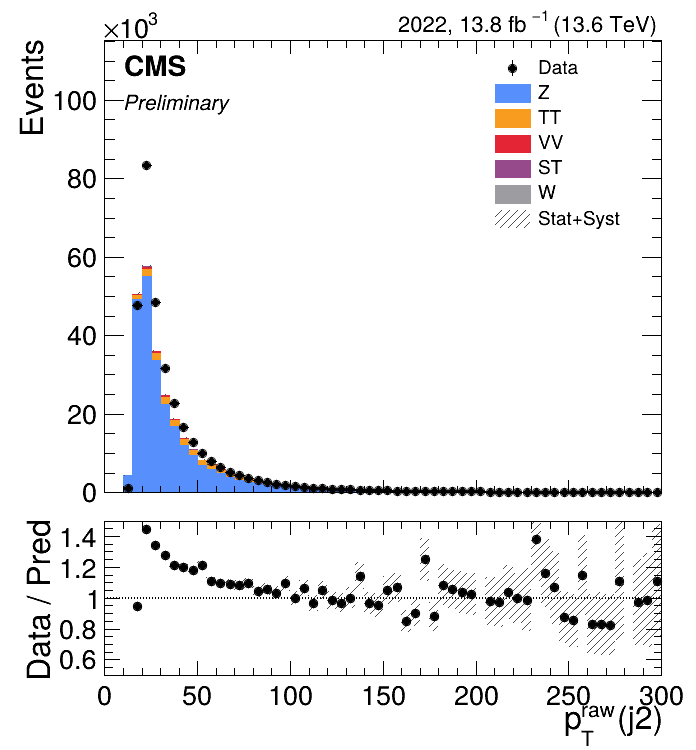 ×10³
2022, 13.8 fb⁻¹ (13.6 TeV)
CMS
Preliminary
Events
100
80
60
40
20
0
Data
Z
TT
VV
ST
W
Stat+Syst
Data / Pred
1.4
1.2
1
0.8
0.6
0 50 100 150 200 250 300
p_T^raw(j2)